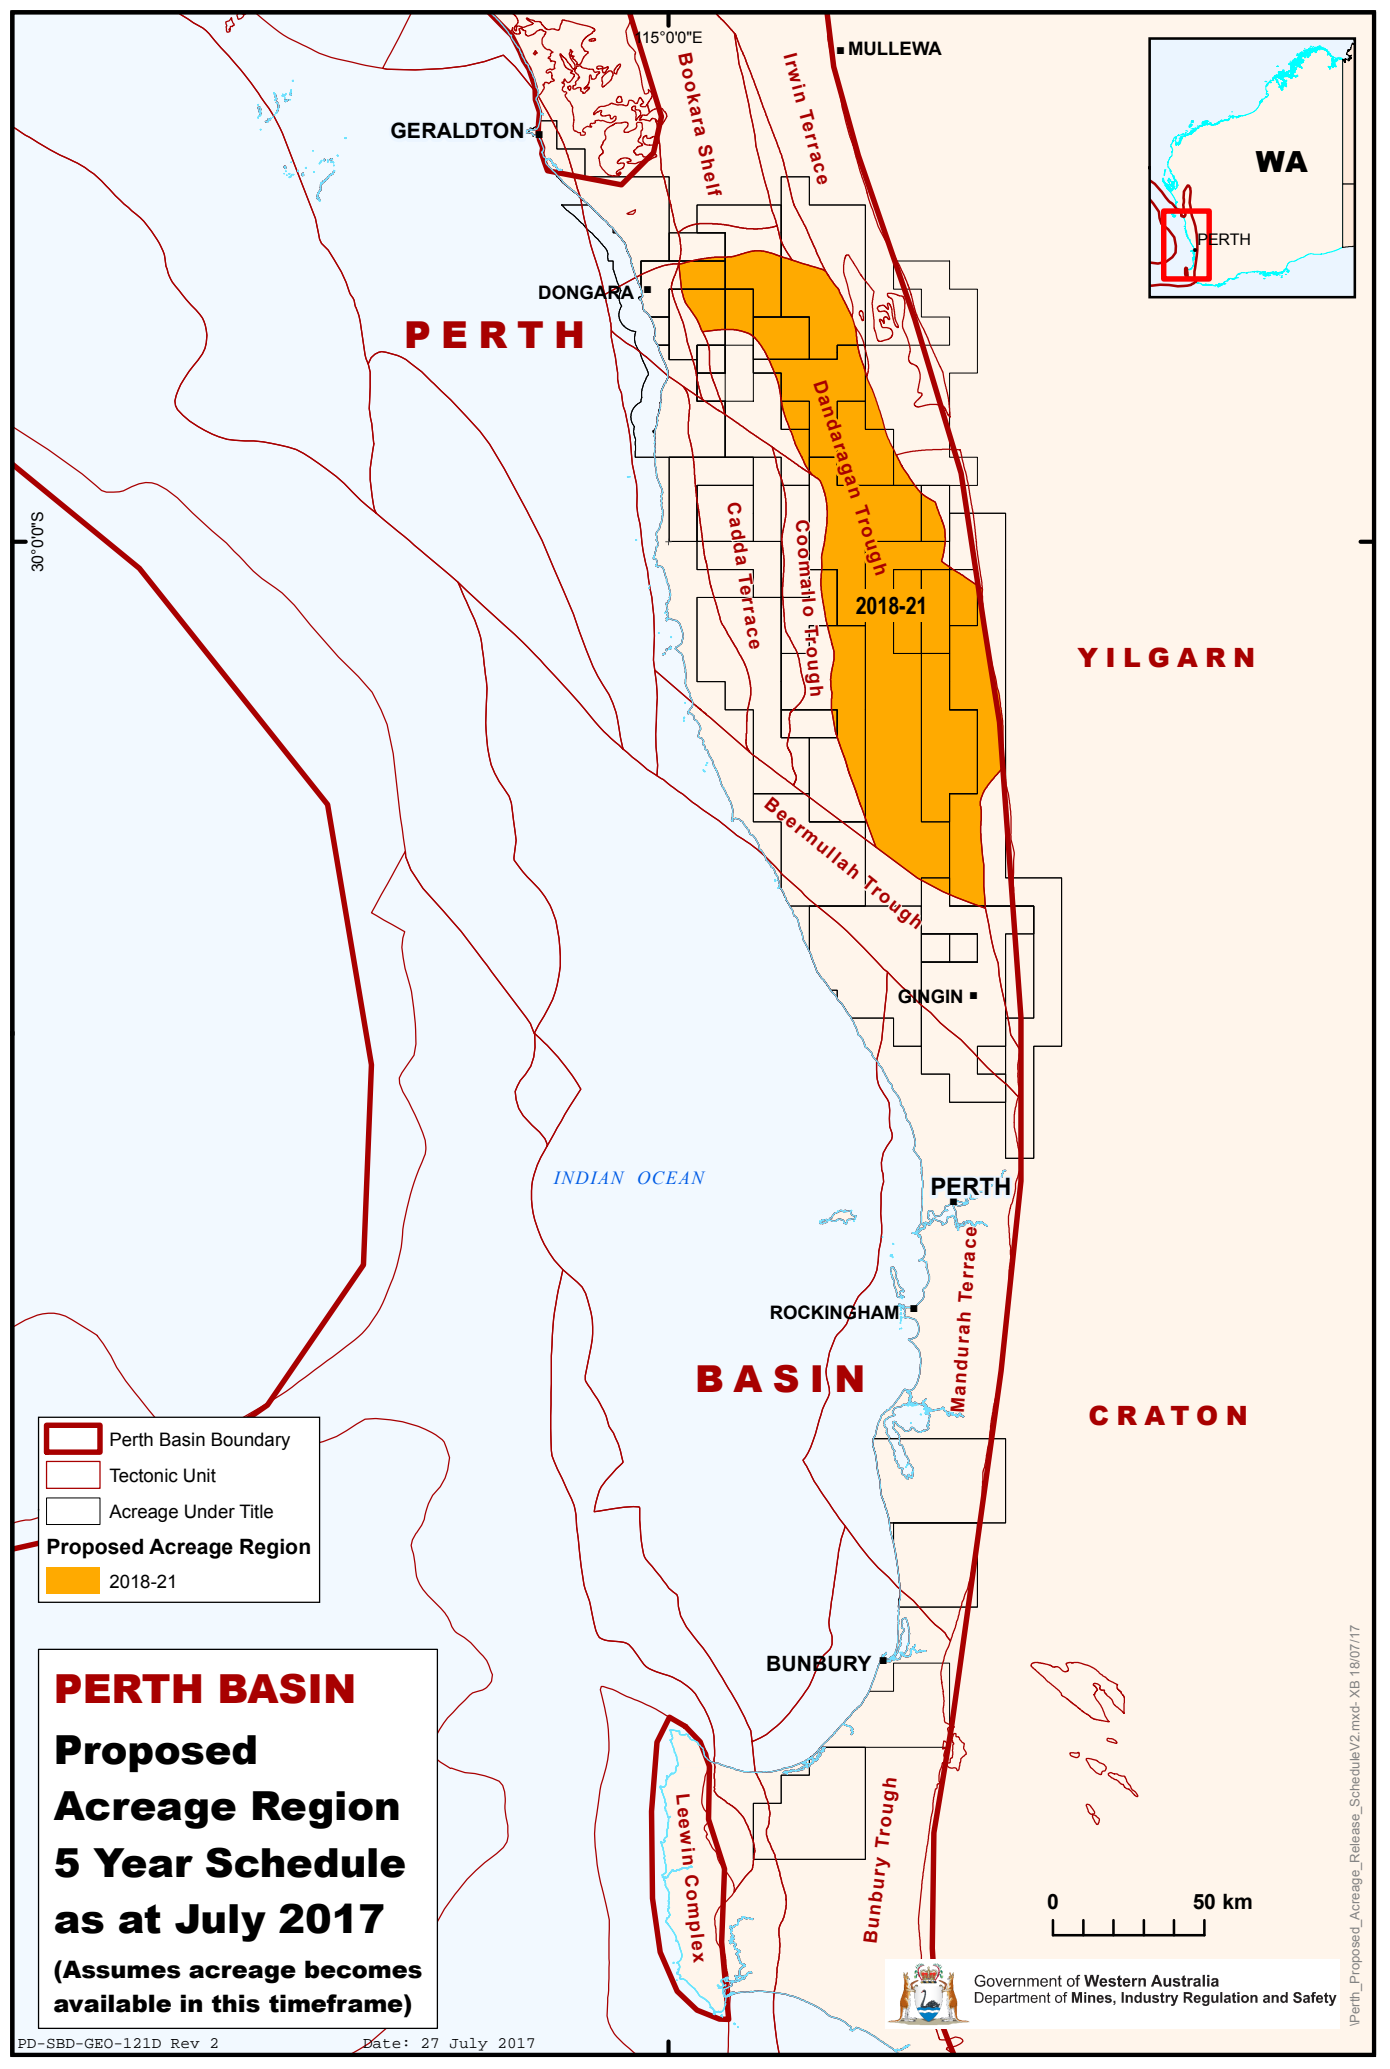 115°0'0"E
MULLEWA
Bookara Shelf
Irwin Terrace
GERALDTON
WA
PERTH
DONGARA
PERTH
Dandaragan Trough
30°0'0"S
Cadda Terrace
Coomallo Trough
2018-21
YILGARN
Beermullah Trough
GINGIN
INDIAN OCEAN
PERTH
Mandurah Terrace
ROCKINGHAM
BASIN
CRATON
Perth Basin Boundary
Tectonic Unit
Acreage Under Title
Proposed Acreage Region
2018-21
BUNBURY
PERTH BASIN
Proposed
Acreage Region
5 Year Schedule
as at July 2017
(Assumes acreage becomes
available in this timeframe)
Leewin Complex
Bunbury Trough
0 50 km
Government of Western Australia
Department of Mines, Industry Regulation and Safety
\Perth_Proposed_Acreage_Release_ScheduleV2.mxd- XB 18/07/17
PD-SBD-GEO-121D Rev 2
Date: 27 July 2017